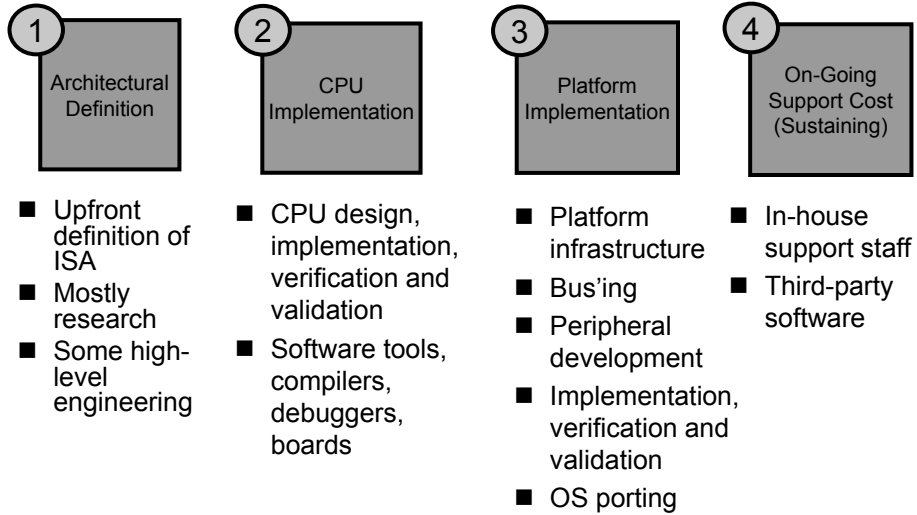 1
Architectural
Definition
■ Upfront
definition of
ISA
■ Mostly
research
■ Some high-
level
engineering
2
CPU
Implementation
■ CPU design,
implementation,
verification and
validation
■ Software tools,
compilers,
debuggers,
boards
3
Platform
Implementation
■ Platform
infrastructure
■ Bus’ing
■ Peripheral
development
■ Implementation,
verification and
validation
■ OS porting
4
On-Going
Support Cost
(Sustaining)
■ In-house
support staff
■ Third-party
software